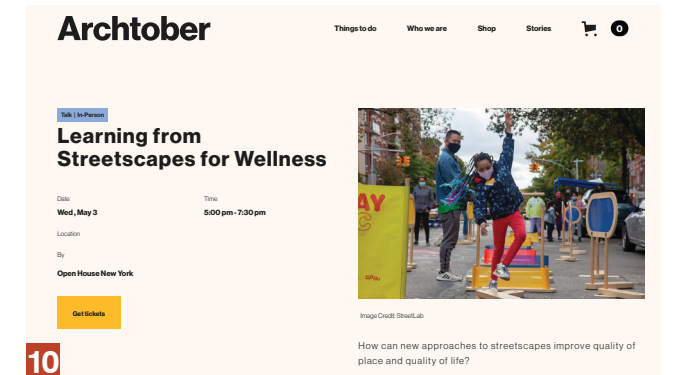 Archtober
Things to do
Who we are
Shop
Stories
0
Talk | In-Person
Learning from
Streetscapes for Wellness
Date
Time
Wed, May 3
5:00 pm - 7:30 pm
Location
By
Open House New York
Get tickets
AY
Image Credit: StreetLab
How can new approaches to streetscapes improve quality of
place and quality of life?
10